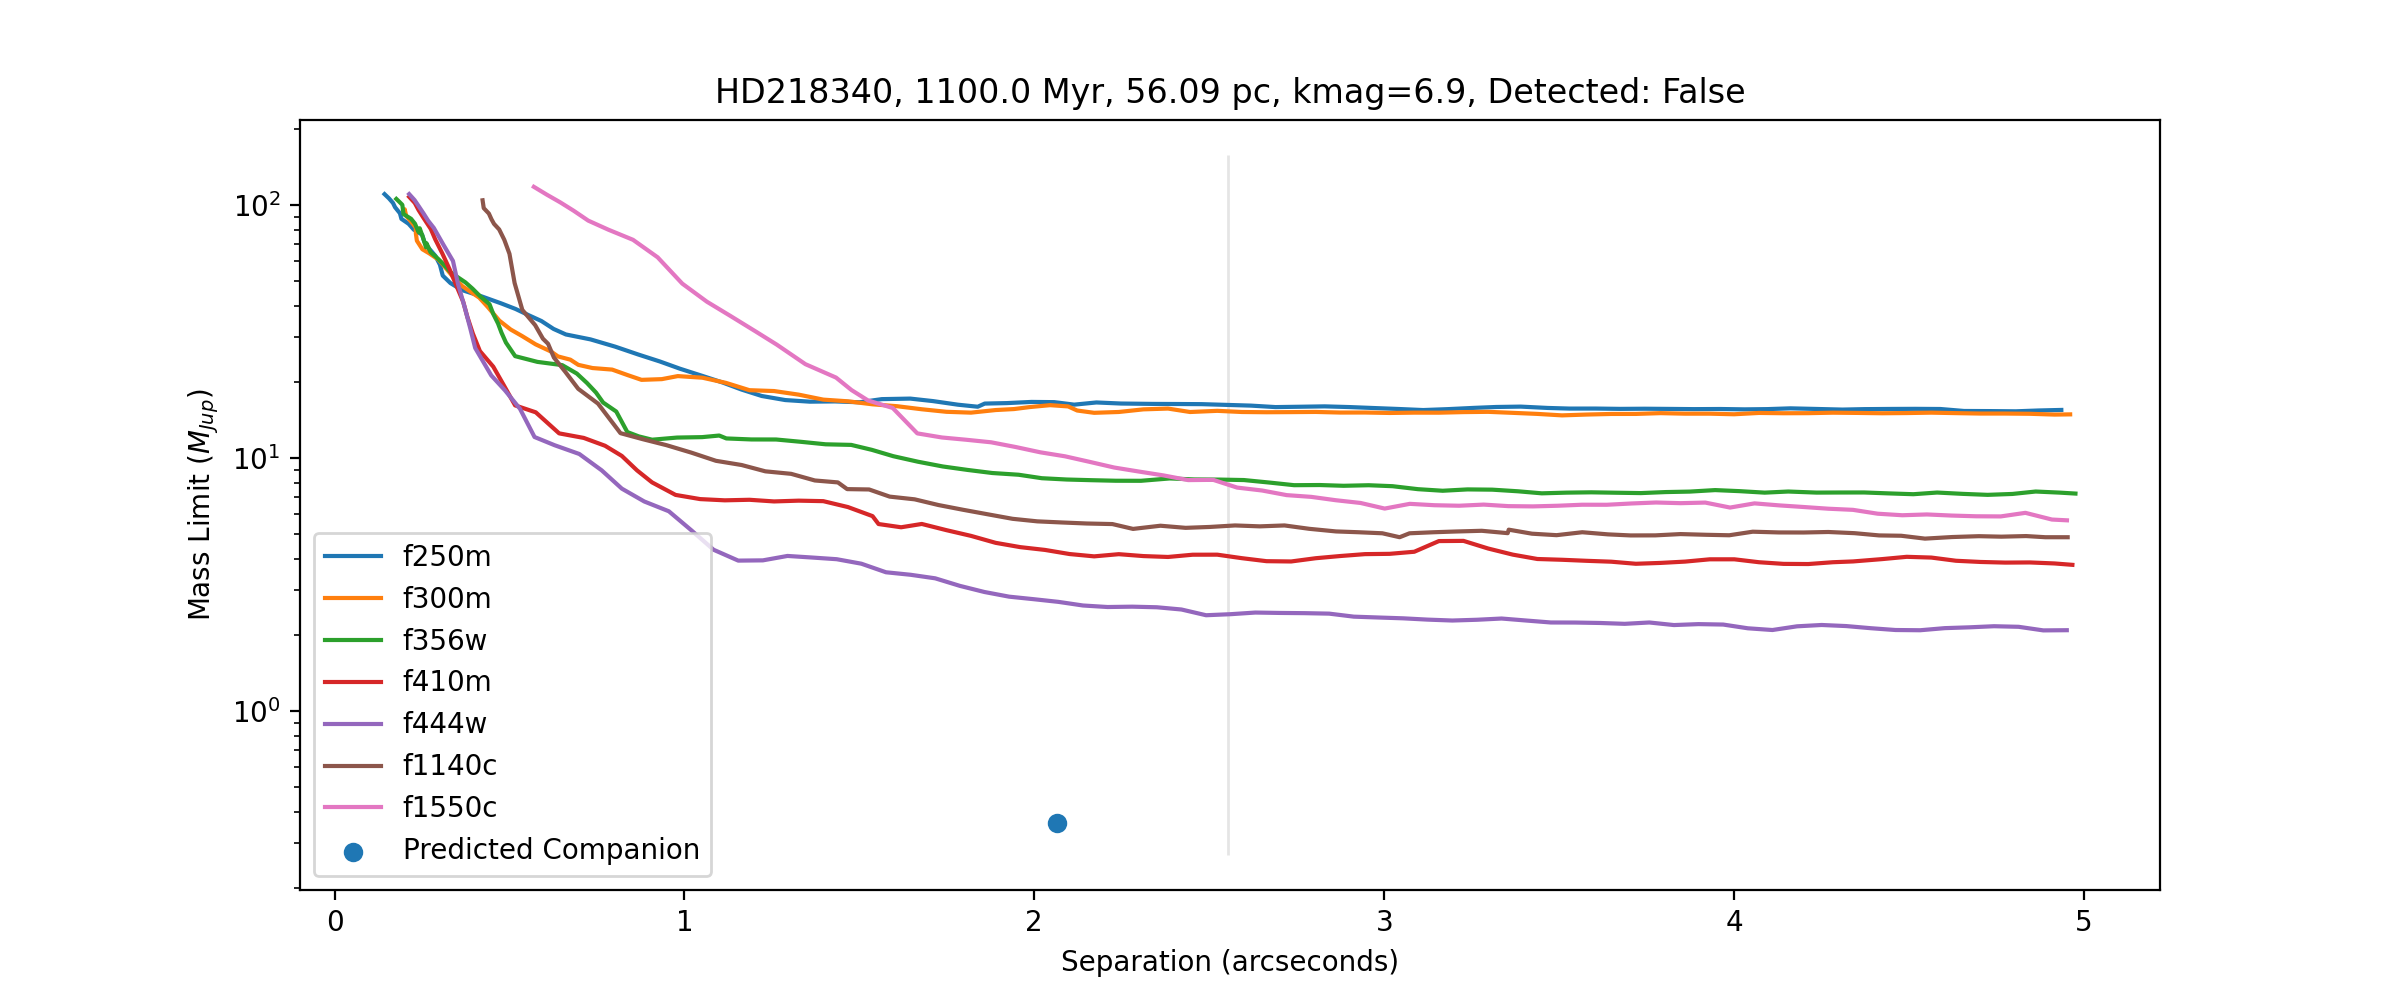 HD218340, 1100.0 Myr, 56.09 pc, kmag=6.9, Detected: False
Mass Limit (M_Jup)
10^2
10^1
10^0
f250m
f300m
f356w
f410m
f444w
f1140c
f1550c
Predicted Companion
0 1 2 3 4 5
Separation (arcseconds)